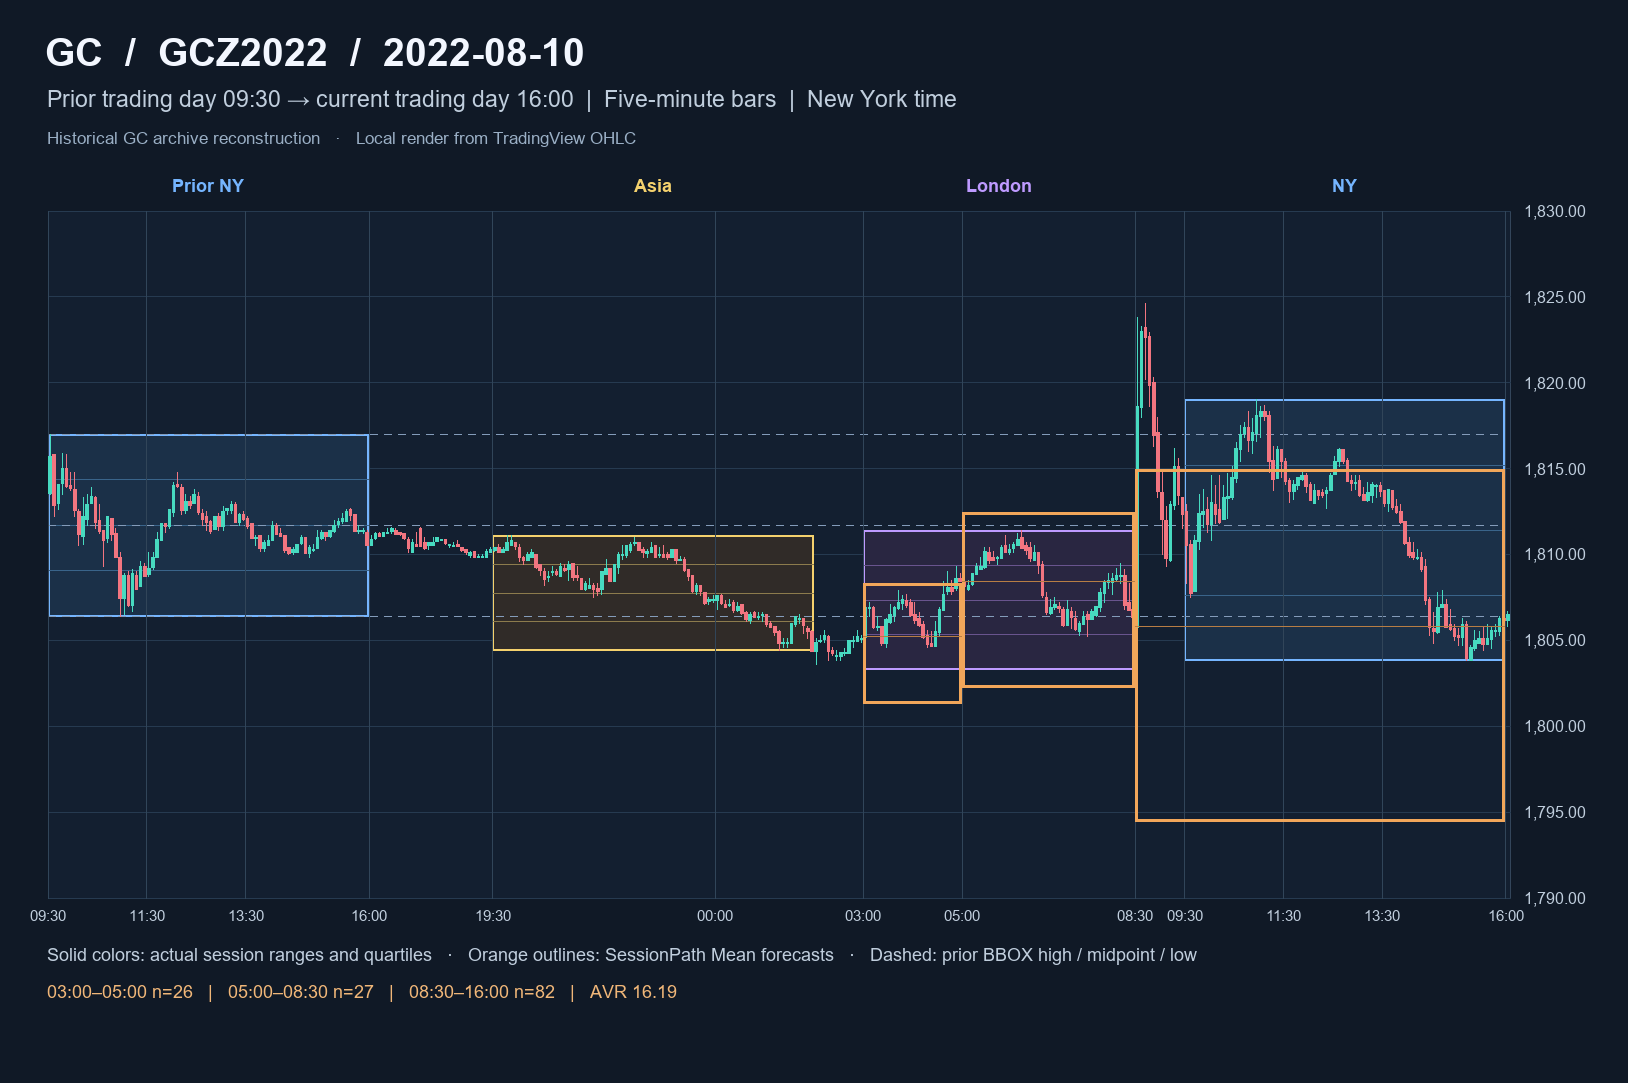 GC / GCZ2022 / 2022-08-10
Prior trading day 09:30 → current trading day 16:00 | Five-minute bars | New York time
Historical GC archive reconstruction · Local render from TradingView OHLC
Prior NY Asia London NY
1,830.00
1,825.00
1,820.00
1,815.00
1,810.00
1,805.00
1,800.00
1,795.00
1,790.00
09:30 11:30 13:30 16:00 19:30 00:00 03:00 05:00 08:30 09:30 11:30 13:30 16:00
Solid colors: actual session ranges and quartiles · Orange outlines: SessionPath Mean forecasts · Dashed: prior BBOX high / midpoint / low
03:00–05:00 n=26 | 05:00–08:30 n=27 | 08:30–16:00 n=82 | AVR 16.19